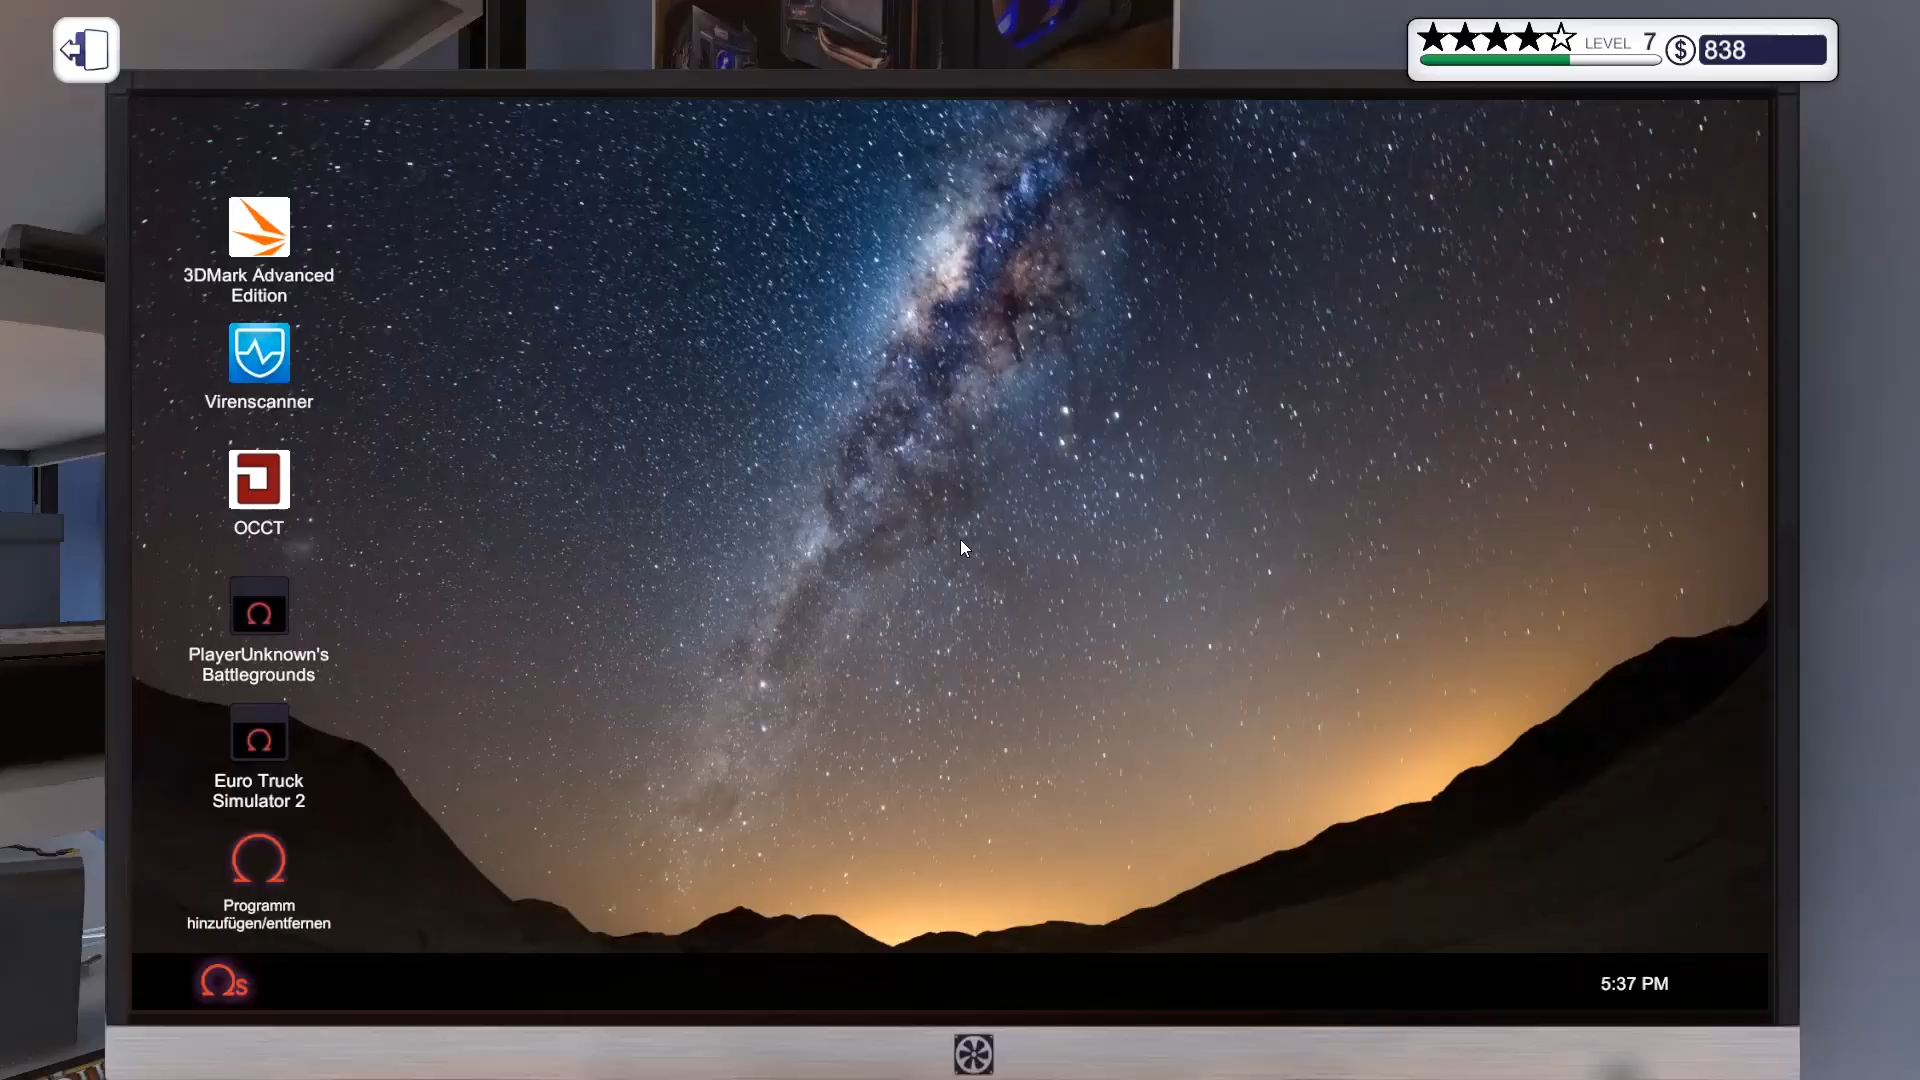 LEVEL 7
838
3DMark Advanced
Edition
Virenscanner
OCCT
PlayerUnknown's
Battlegrounds
Euro Truck
Simulator 2
Programm
hinzufügen/entfernen
Ωs
5:37 PM